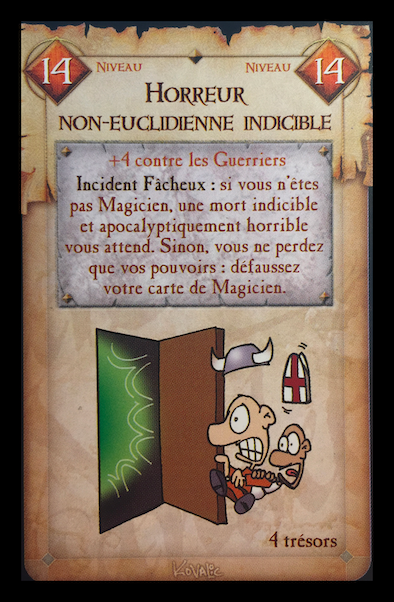 14 Niveau Niveau 14
Horreur
non-euclidienne indicible
+4 contre les Guerriers
Incident Fâcheux : si vous n'êtes
pas Magicien, une mort indicible
et apocalyptiquement horrible
vous attend. Sinon, vous ne perdez
que vos pouvoirs : défaussez
votre carte de Magicien.
4 trésors
Kovalic